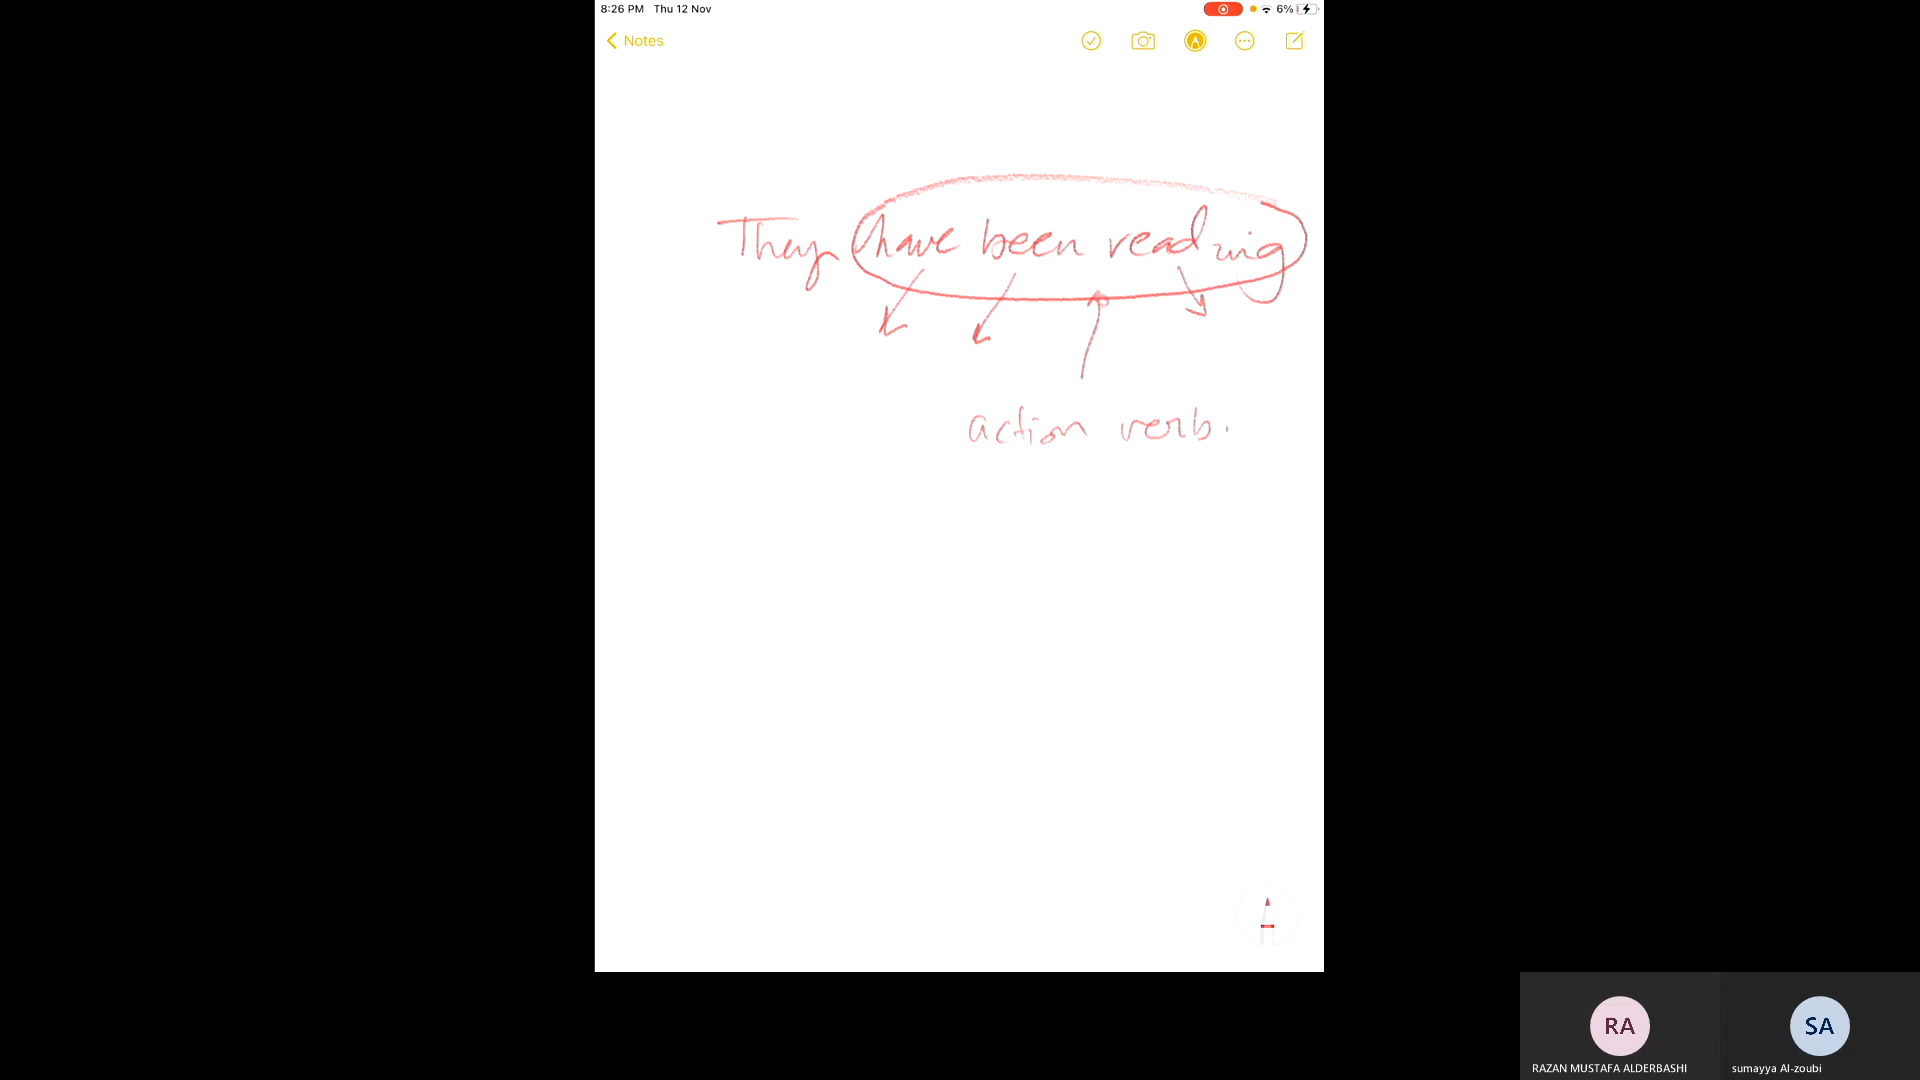 8:26 PM Thu 12 Nov
6%
Notes
They have been reading
action verb.
RA
SA
RAZAN MUSTAFA ALDERBASHI
sumayya Al-zoubi